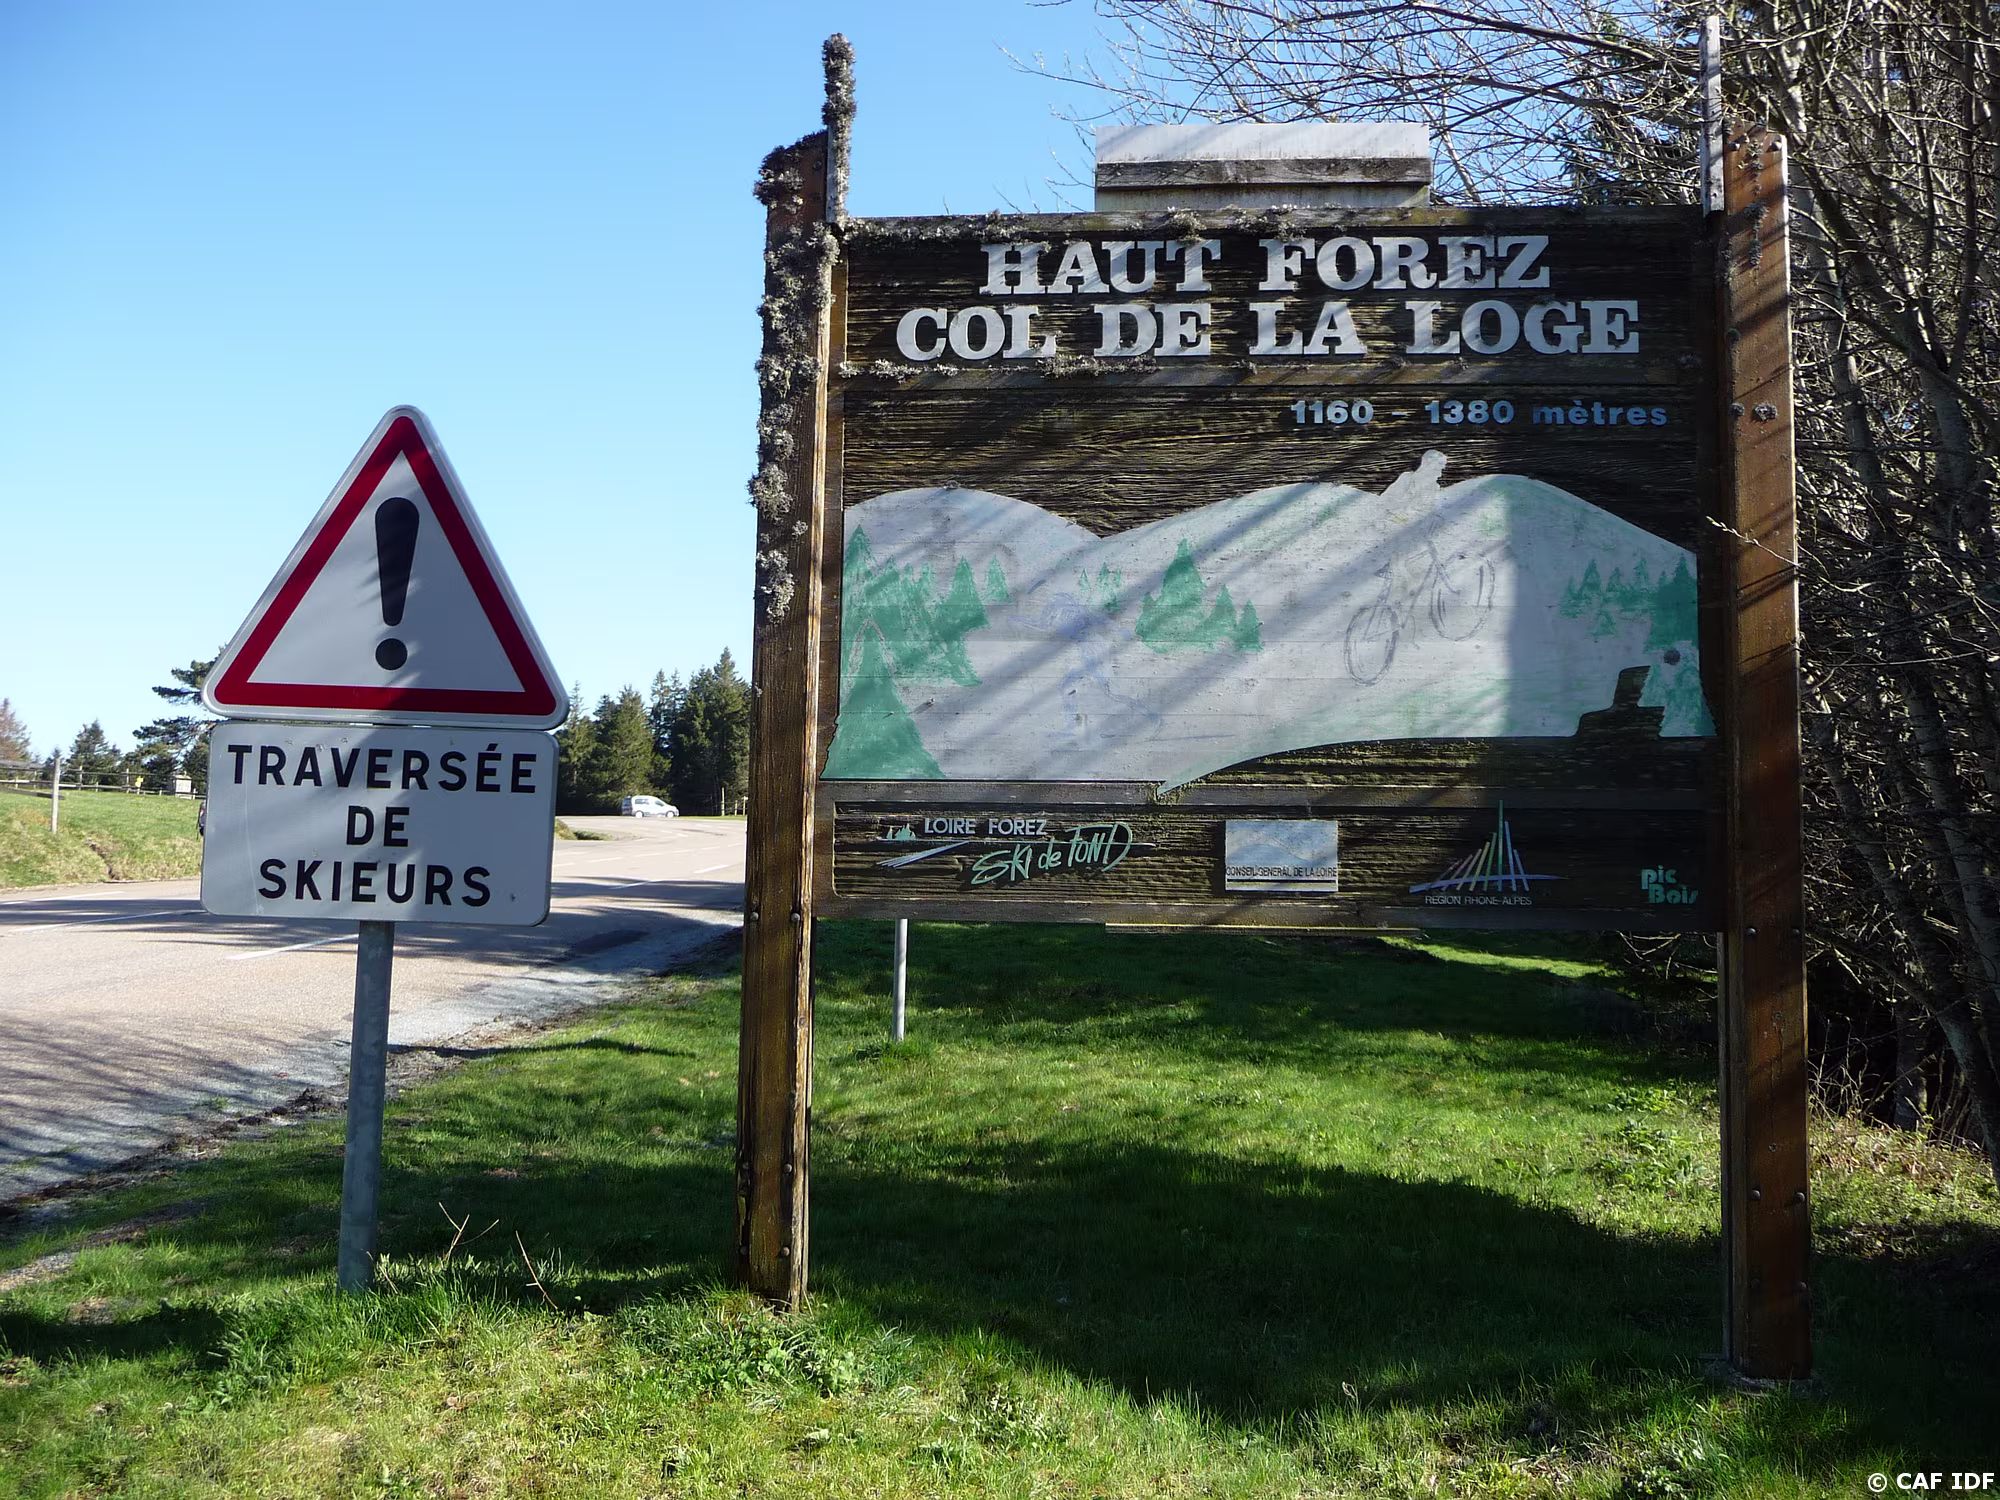 TRAVERSÉE
DE
SKIEURS
HAUT FOREZ
COL DE LA LOGE
1160 - 1380 mètres
LOIRE FOREZ
SKI de FOND
CONSEIL GENERAL DE LA LOIRE
REGION RHONE-ALPES
pic
Bois
© CAF IDF